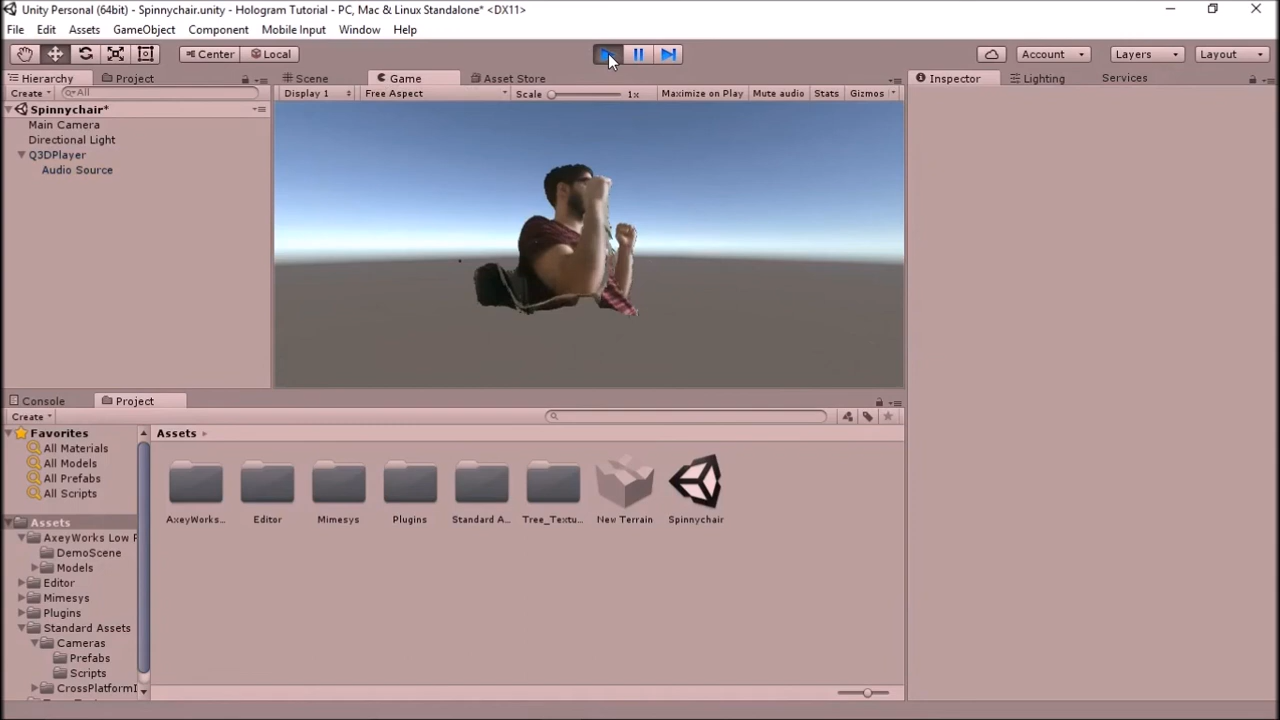 Unity Personal (64bit) - Spinnychair.unity - Hologram Tutorial - PC, Mac & Linux Standalone* <DX11>
File Edit Assets GameObject Component Mobile Input Window Help
Center Local Account Layers Layout
Hierarchy Project Scene Game Asset Store Inspector Lighting Services
Create All Display 1 Free Aspect Scale 1x Maximize on Play Mute audio Stats Gizmos
Spinnychair*
Main Camera
Directional Light
Q3DPlayer
Audio Source
Console Project
Create
Favorites Assets
All Materials
All Models
All Prefabs
All Scripts
AxeyWorks... Editor Mimesys Plugins Standard A... Tree_Textu... New Terrain Spinnychair
Assets
AxeyWorks Low
DemoScene
Models
Editor
Mimesys
Plugins
Standard Assets
Cameras
Prefabs
Scripts